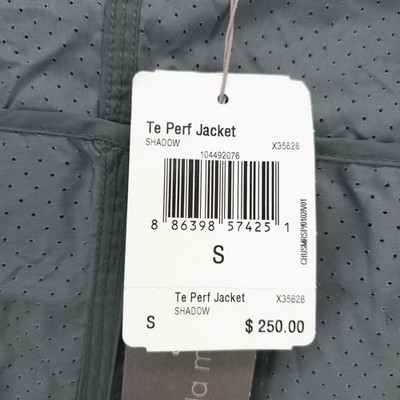 Te Perf Jacket
SHADOW X35626
104492076
8 86398 57425 1
S
Te Perf Jacket X35626
SHADOW
S $ 250.00